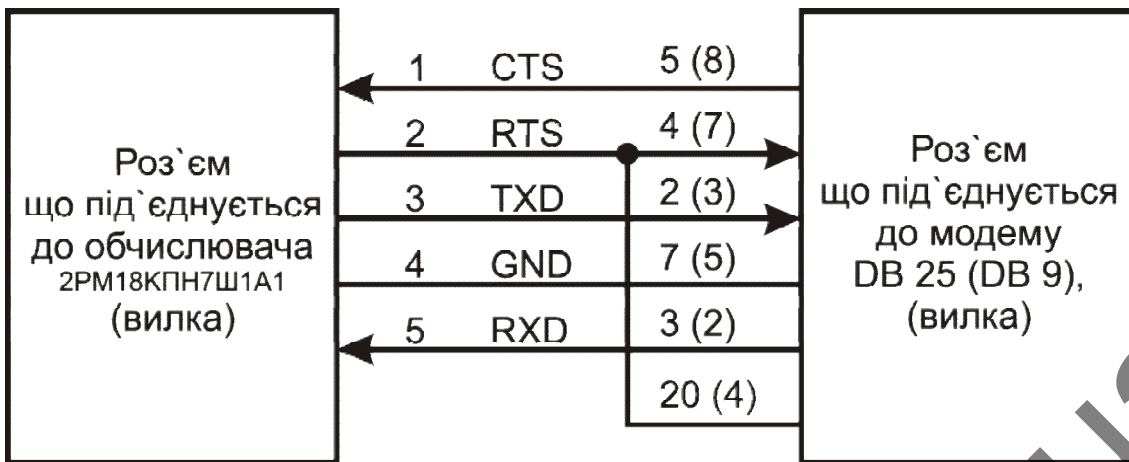 Роз`єм
що під`єднується
до обчислювача
2РМ18КПН7Ш1А1
(вилка)
1 CTS 5 (8)
2 RTS 4 (7)
3 TXD 2 (3)
4 GND 7 (5)
5 RXD 3 (2)
20 (4)
Роз`єм
що під`єднується
до модему
DB 25 (DB 9),
(вилка)